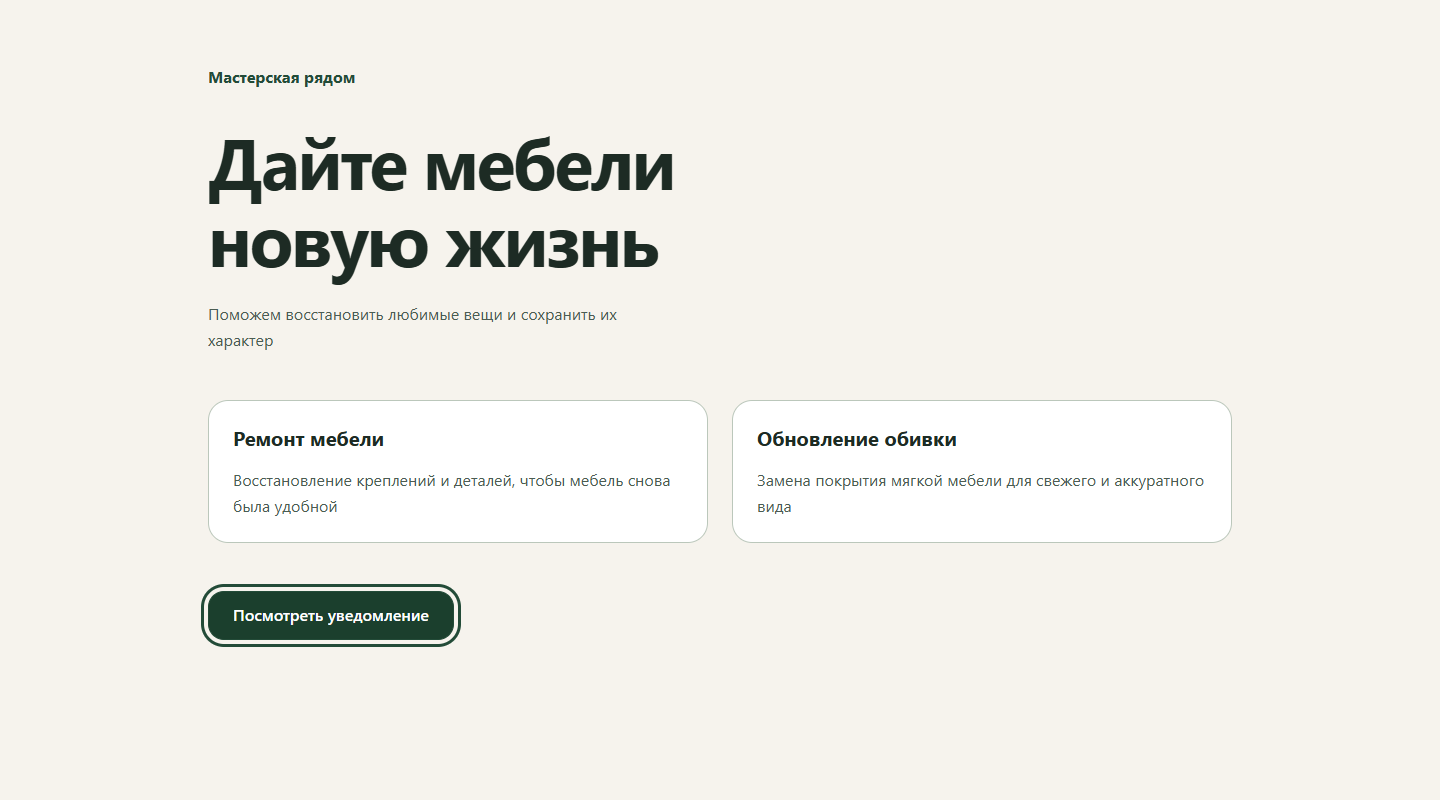 Мастерская рядом
Дайте мебели
новую жизнь
Поможем восстановить любимые вещи и сохранить их
характер
Ремонт мебели
Восстановление креплений и деталей, чтобы мебель снова
была удобной
Обновление обивки
Замена покрытия мягкой мебели для свежего и аккуратного
вида
Посмотреть уведомление